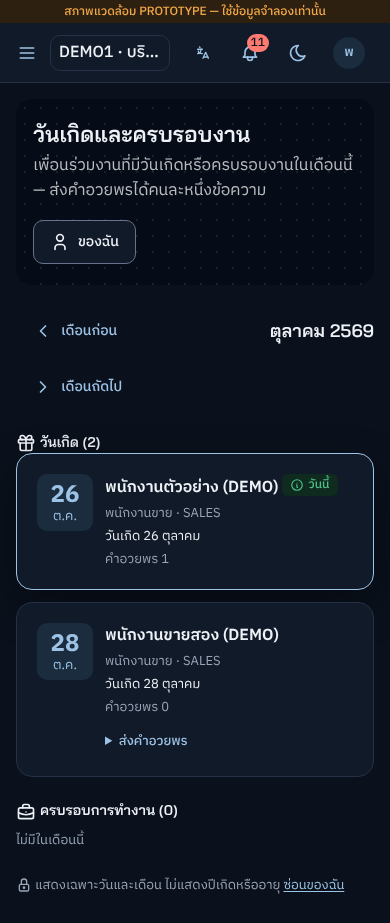 สภาพแวดล้อม PROTOTYPE — ใช้ข้อมูลจำลองเท่านั้น
DEMO1 · บริ...
11
พ
วันเกิดและครบรอบงาน
เพื่อนร่วมงานที่มีวันเกิดหรือครบรอบงานในเดือนนี้
— ส่งคำอวยพรได้คนละหนึ่งข้อความ
ของฉัน
เดือนก่อน
ตุลาคม 2569
เดือนถัดไป
วันเกิด (2)
26
ต.ค.
พนักงานตัวอย่าง (DEMO) วันนี้
พนักงานขาย · SALES
วันเกิด 26 ตุลาคม
คำอวยพร 1
28
ต.ค.
พนักงานขายสอง (DEMO)
พนักงานขาย · SALES
วันเกิด 28 ตุลาคม
คำอวยพร 0
ส่งคำอวยพร
ครบรอบการทำงาน (0)
ไม่มีในเดือนนี้
แสดงเฉพาะวันและเดือน ไม่แสดงปีเกิดหรืออายุ ซ่อนของฉัน